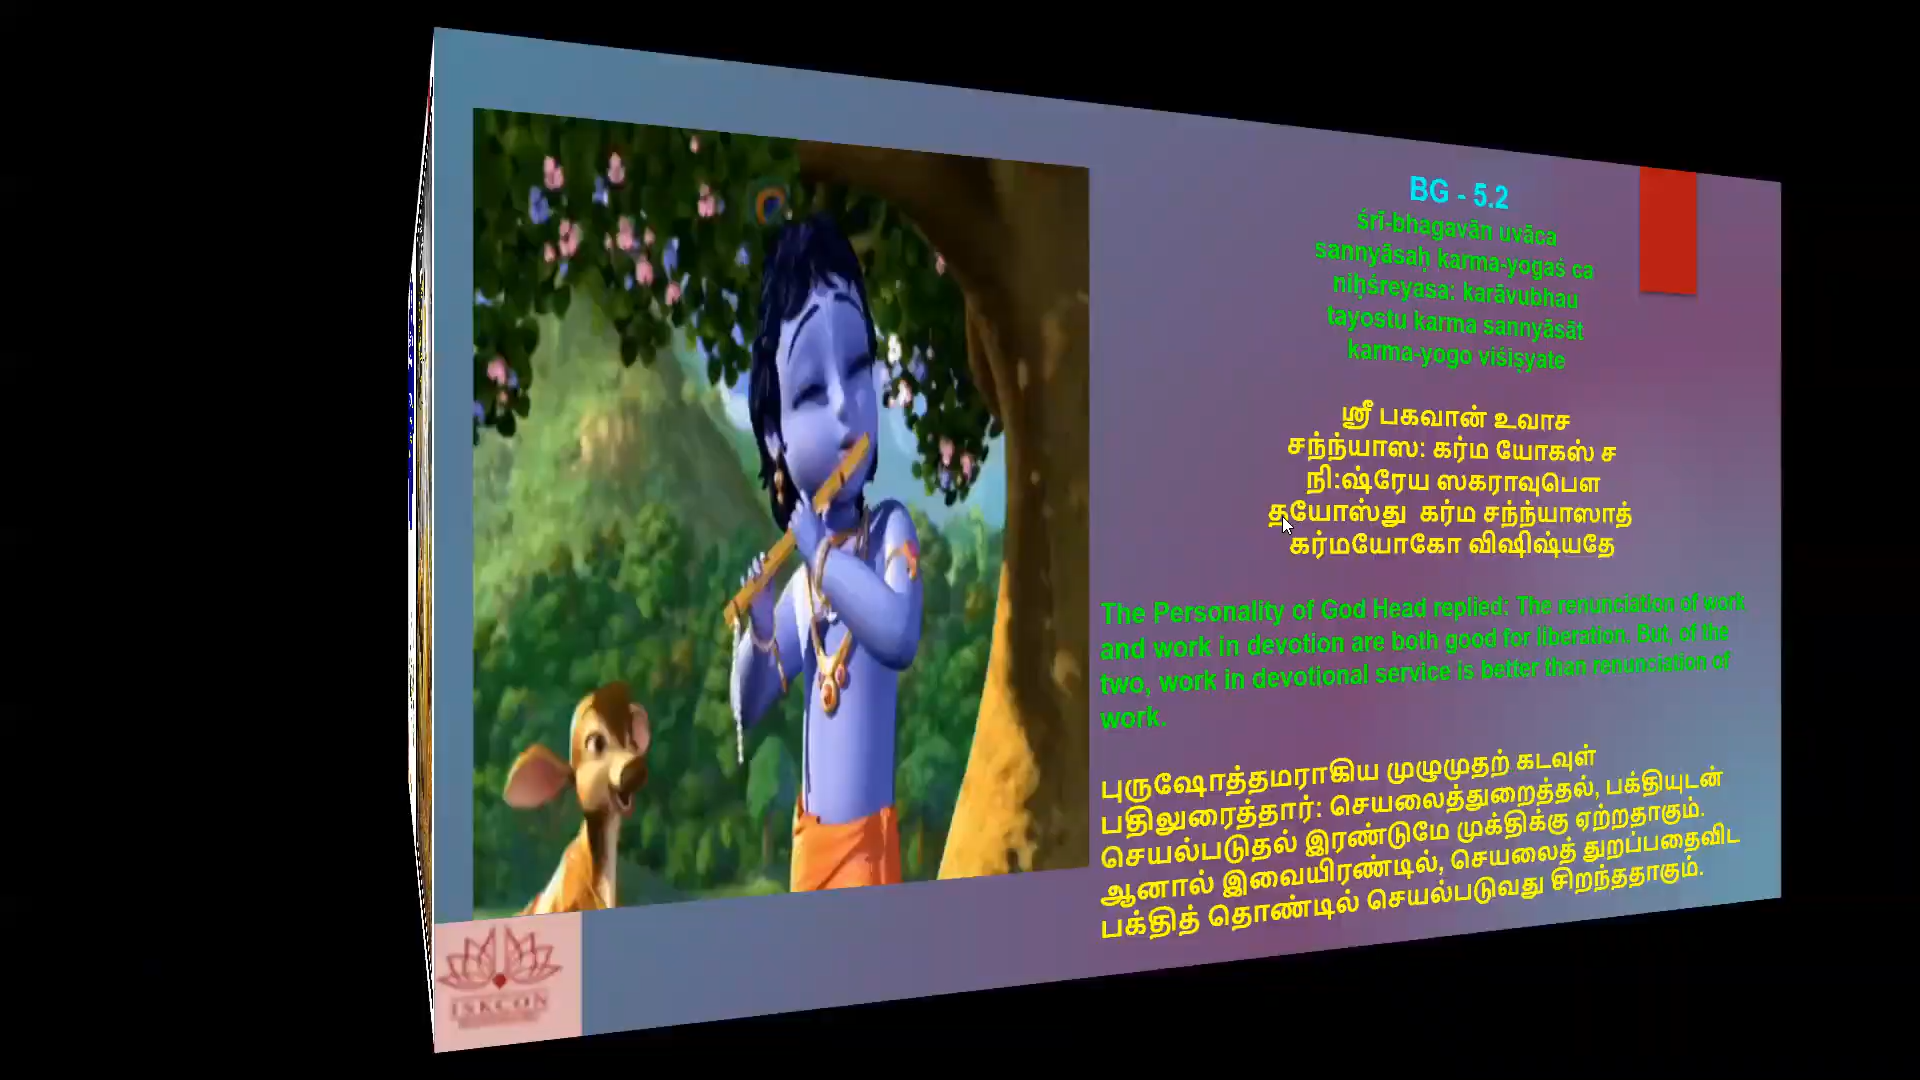 BG - 5.2
śrī-bhagavān uvāca
sannyāsaḥ karma-yogaś ca
niḥśreyasa: karāvubhau
tayostu karma sannyāsāt
karma-yogo viśiṣyate
ஸ்ரீ பகவான் உவாச
சந்ந்யாஸ: கர்ம யோகஸ் ச
நி:ஷ்ரேய ஸகராவுபௌ
தயோஸ்து கர்ம சந்ந்யாஸாத்
கர்மயோகோ விஷிஷ்யதே
The Personality of God Head replied: The renunciation of work
and work in devotion are both good for liberation. But, of the
two, work in devotional service is better than renunciation of
work.
புருஷோத்தமராகிய முழுமுதற் கடவுள்
பதிலுரைத்தார்: செயலைத்துறைத்தல், பக்தியுடன்
செயல்படுதல் இரண்டுமே முக்திக்கு ஏற்றதாகும்.
ஆனால் இவையிரண்டில், செயலைத் துறப்பதைவிட
பக்தித் தொண்டில் செயல்படுவது சிறந்ததாகும்.
ISKCON